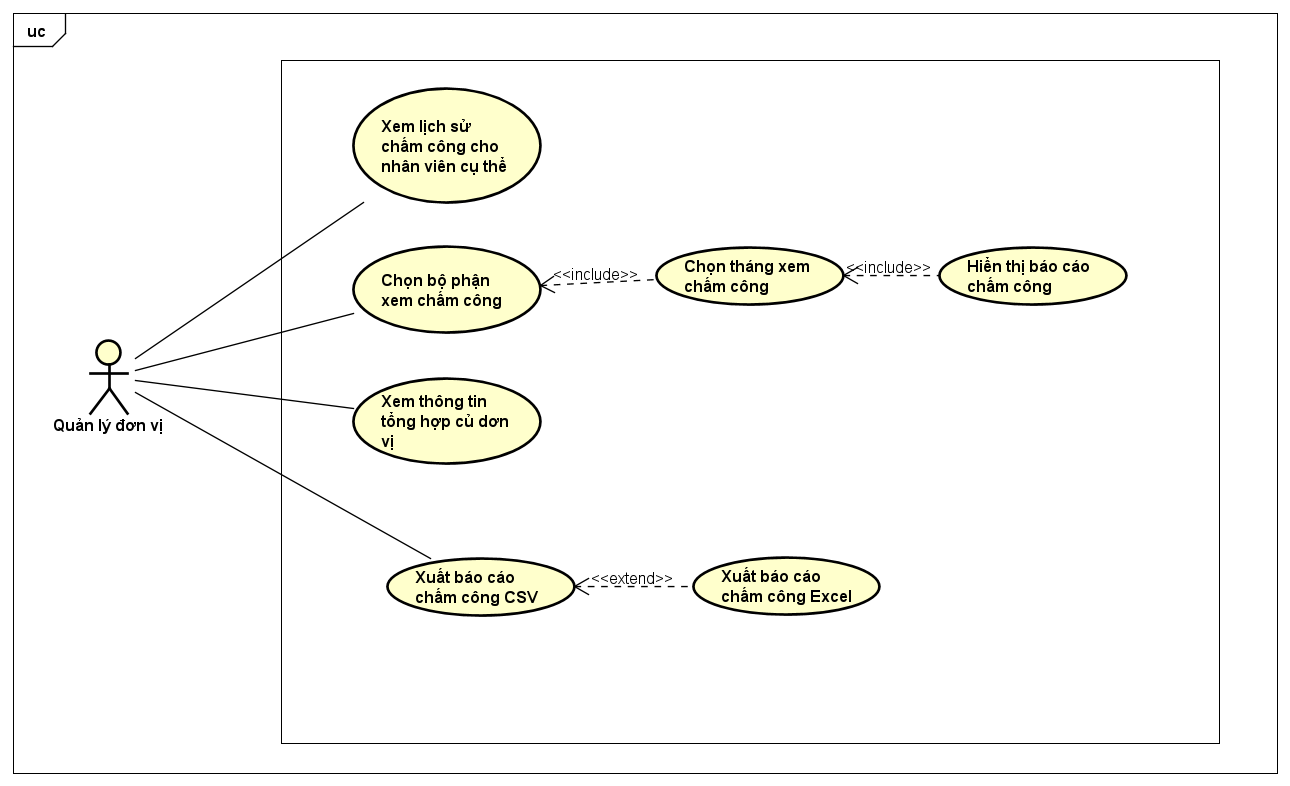 uc
Xem lịch sử
chấm công cho
nhân viên cụ thể
Chọn bộ phận
xem chấm công
<<include>>
Chọn tháng xem
chấm công
<<include>>
Hiển thị báo cáo
chấm công
Quản lý đơn vị
Xem thông tin
tổng hợp củ dơn
vị
Xuất báo cáo
chấm công CSV
<<extend>>
Xuất báo cáo
chấm công Excel